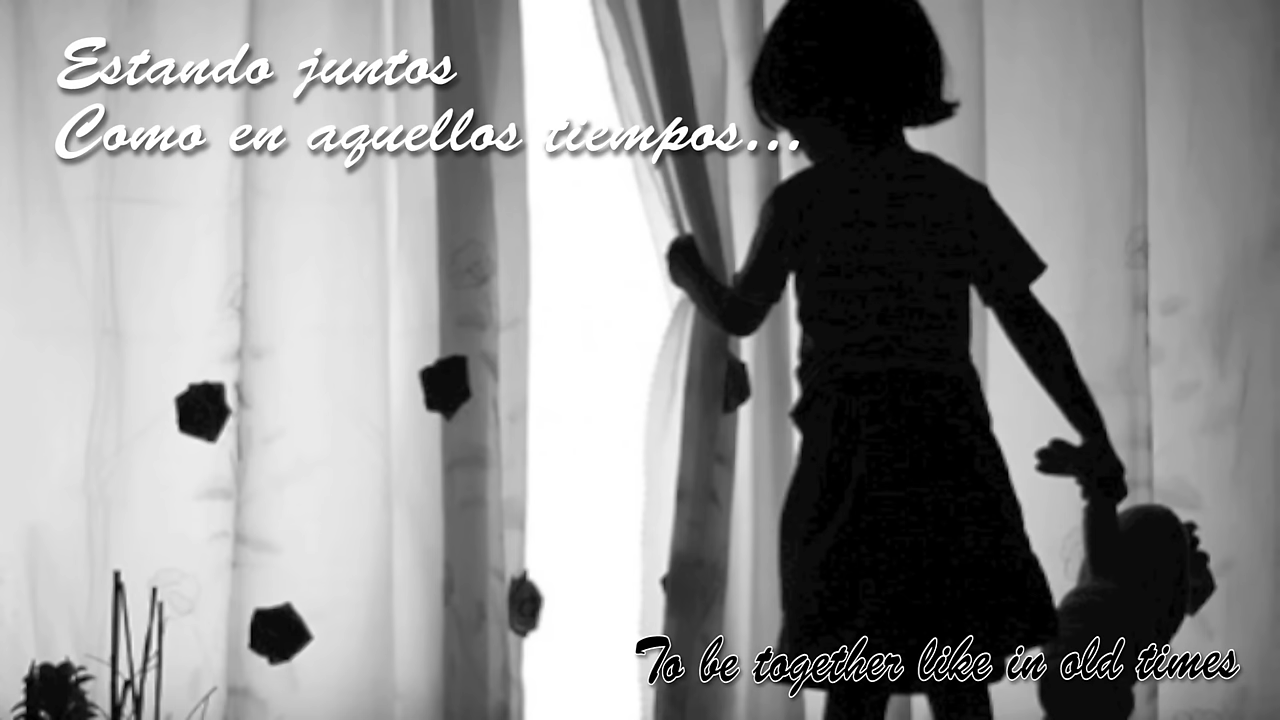 Estando juntos
Como en aquellos tiempos...
To be together like in old times